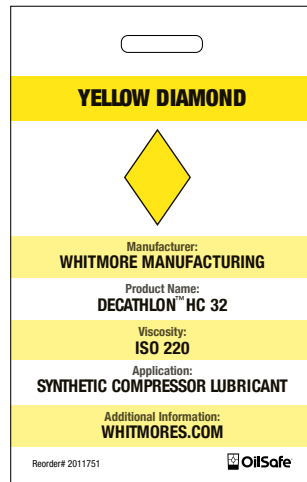 YELLOW DIAMOND
Manufacturer:
WHITMORE MANUFACTURING
Product Name:
DECATHLON™ HC 32
Viscosity:
ISO 220
Application:
SYNTHETIC COMPRESSOR LUBRICANT
Additional Information:
WHITMORES.COM
Reorder# 2011751 OilSafe